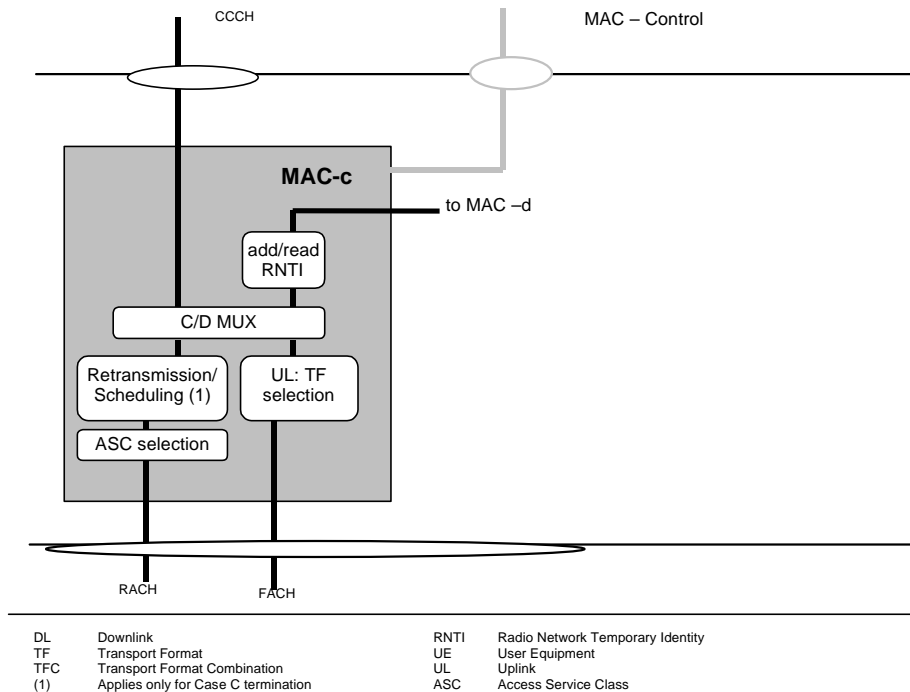 CCCH
MAC – Control
MAC-c
to MAC –d
add/read
RNTI
C/D MUX
Retransmission/
Scheduling (1)
UL: TF
selection
ASC selection
RACH
FACH
DL Downlink
TF Transport Format
TFC Transport Format Combination
(1) Applies only for Case C termination
RNTI Radio Network Temporary Identity
UE User Equipment
UL Uplink
ASC Access Service Class